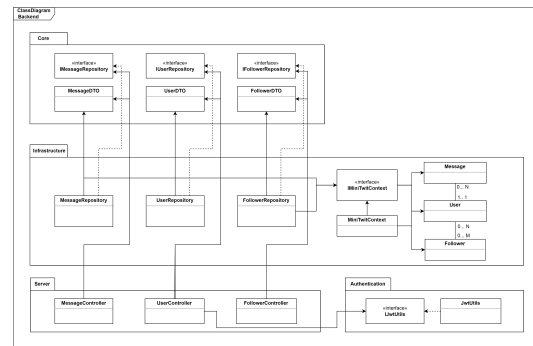 ClassDiagram
Backend
Core
«interface»
IMessageRepository
«interface»
IUserRepository
«interface»
IFollowerRepository
MessageDTO
UserDTO
FollowerDTO
Infrastructure
MessageRepository
UserRepository
FollowerRepository
«interface»
IMiniTwitContext
MiniTwitContext
Message
0... N
1.. 1
User
0... N
0... M
Follower
Server
MessageController
UserController
FollowerController
Authentication
«interface»
IJwtUtils
JwtUtils